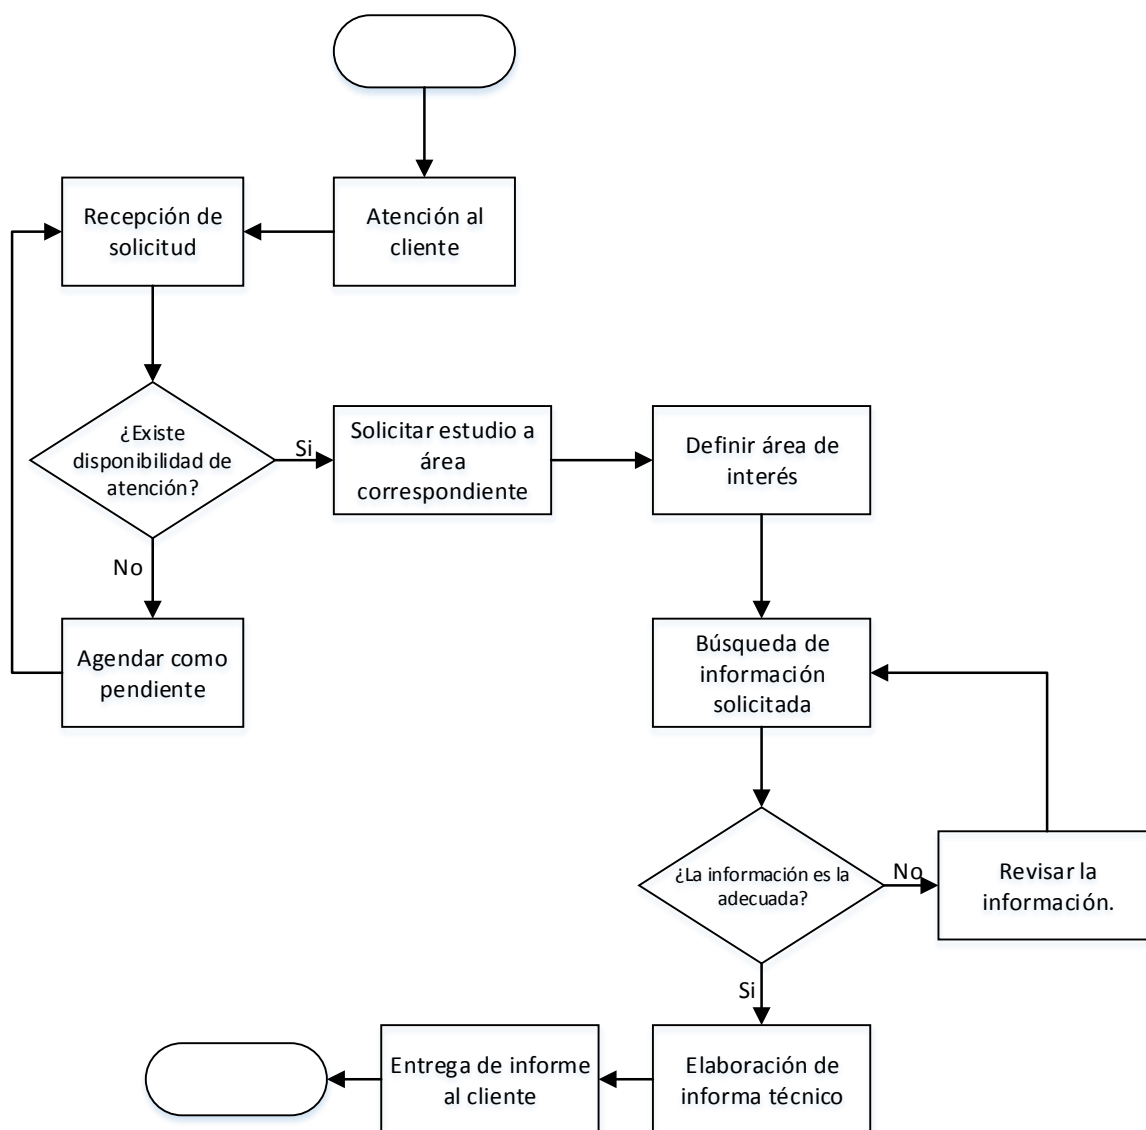 Recepción de
solicitud
Atención al
cliente
¿Existe
disponibilidad de
atención?
Si
Solicitar estudio a
área
correspondiente
Definir área de
interés
No
Agendar como
pendiente
Búsqueda de
información
solicitada
¿La información es la
adecuada?
No
Revisar la
información.
Si
Entrega de informe
al cliente
Elaboración de
informa técnico